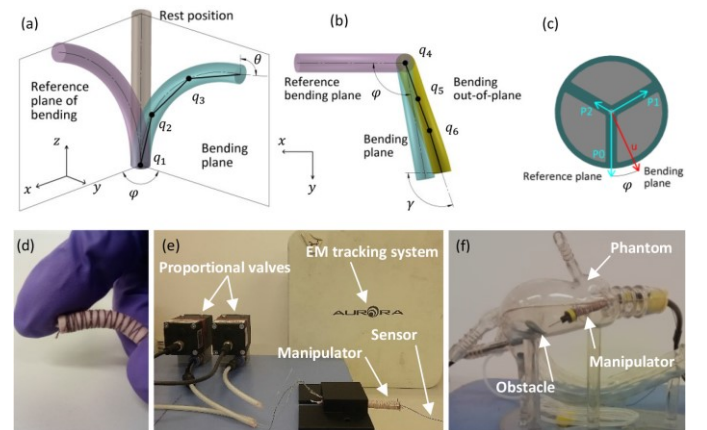 (a)
Rest position
θ
Reference
plane of
bending
q3
q2
z
Bending
plane
q1
x
y
φ
(b)
q4
Reference
bending plane
φ
q5
Bending
out-of-plane
q6
Bending
plane
x
y
γ
(c)
P2
P1
P0
u
Reference plane
Bending
plane
φ
(d)
(e)
EM tracking system
Proportional valves
AURORA
Sensor
Manipulator
(f)
Phantom
Manipulator
Obstacle